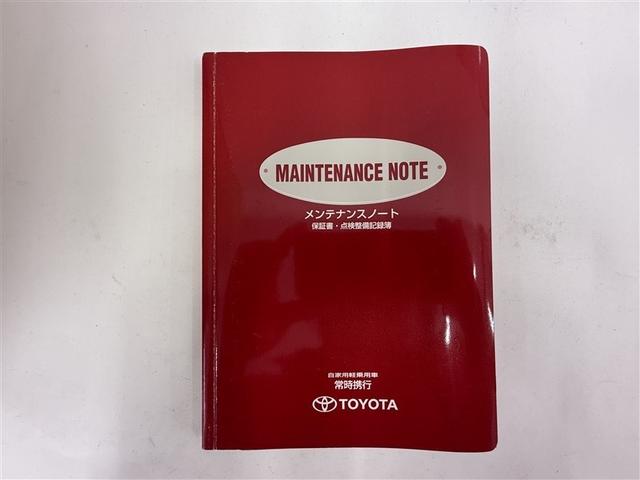 MAINTENANCE NOTE
メンテナンスノート
保証書・点検整備記録簿
自家用軽乗用車
常時携行
TOYOTA